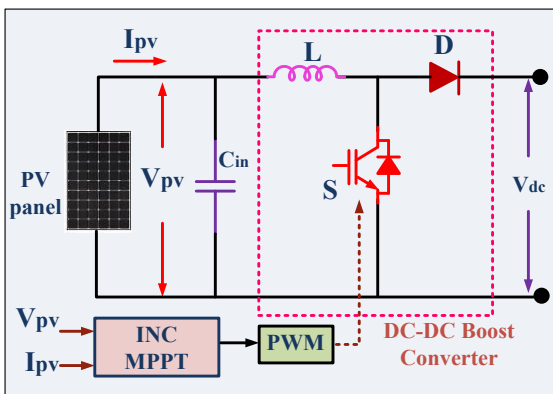 Ipv
L
D
PV
panel
Vpv
Cin
S
Vdc
Vpv
Ipv
INC
MPPT
PWM
DC-DC Boost
Converter